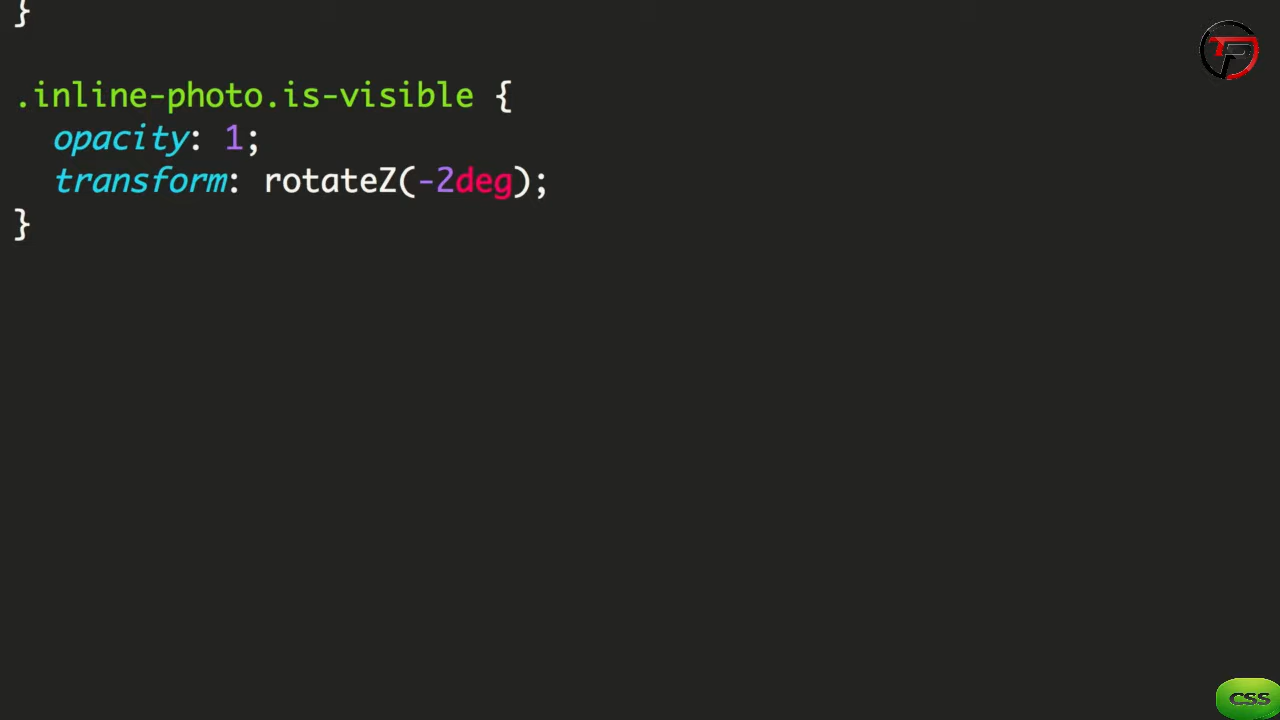 }
.inline-photo.is-visible {
  opacity: 1;
  transform: rotateZ(-2deg);
}
CSS